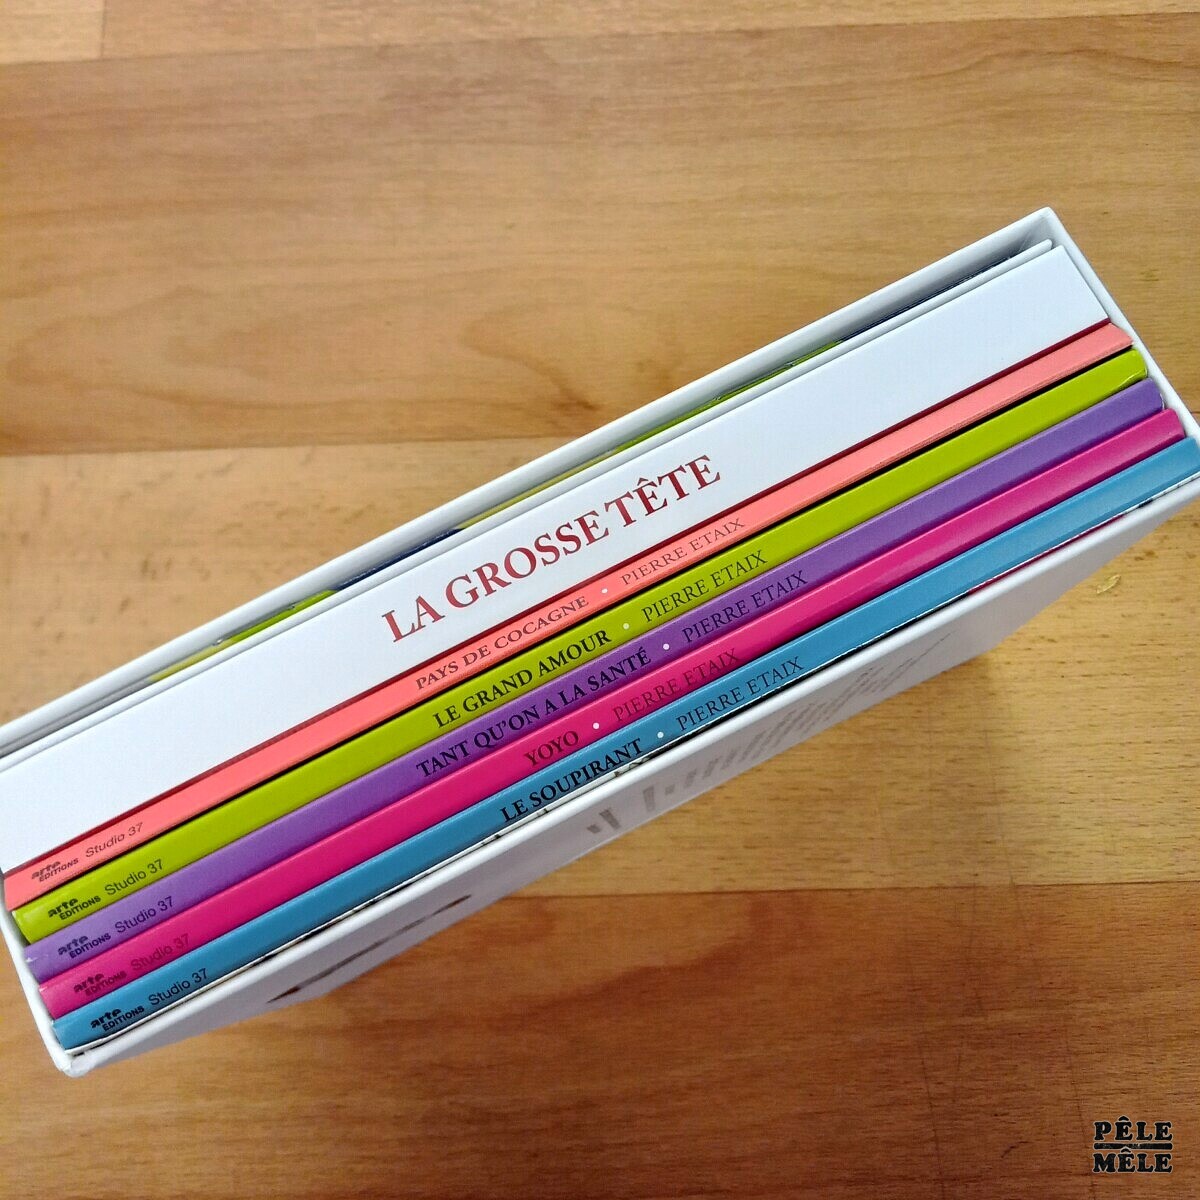 LA GROSSE TÊTE
arte EDITIONS Studio 37 PAYS DE COCAGNE • PIERRE ETAIX
arte EDITIONS Studio 37 LE GRAND AMOUR • PIERRE ETAIX
arte EDITIONS Studio 37 TANT QU'ON A LA SANTÉ • PIERRE ETAIX
arte EDITIONS Studio 37 YOYO • PIERRE ETAIX
arte EDITIONS Studio 37 LE SOUPIRANT • PIERRE ETAIX
PÊLE
MÊLE